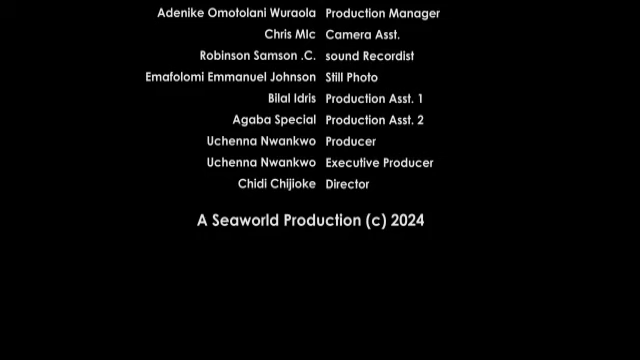 Adenike Omotolani Wuraola Production Manager
Chris Mlc Camera Asst.
Robinson Samson .C. sound Recordist
Emafolomi Emmanuel Johnson Still Photo
Bilal Idris Production Asst. 1
Agaba Special Production Asst. 2
Uchenna Nwankwo Producer
Uchenna Nwankwo Executive Producer
Chidi Chijioke Director
A Seaworld Production (c) 2024